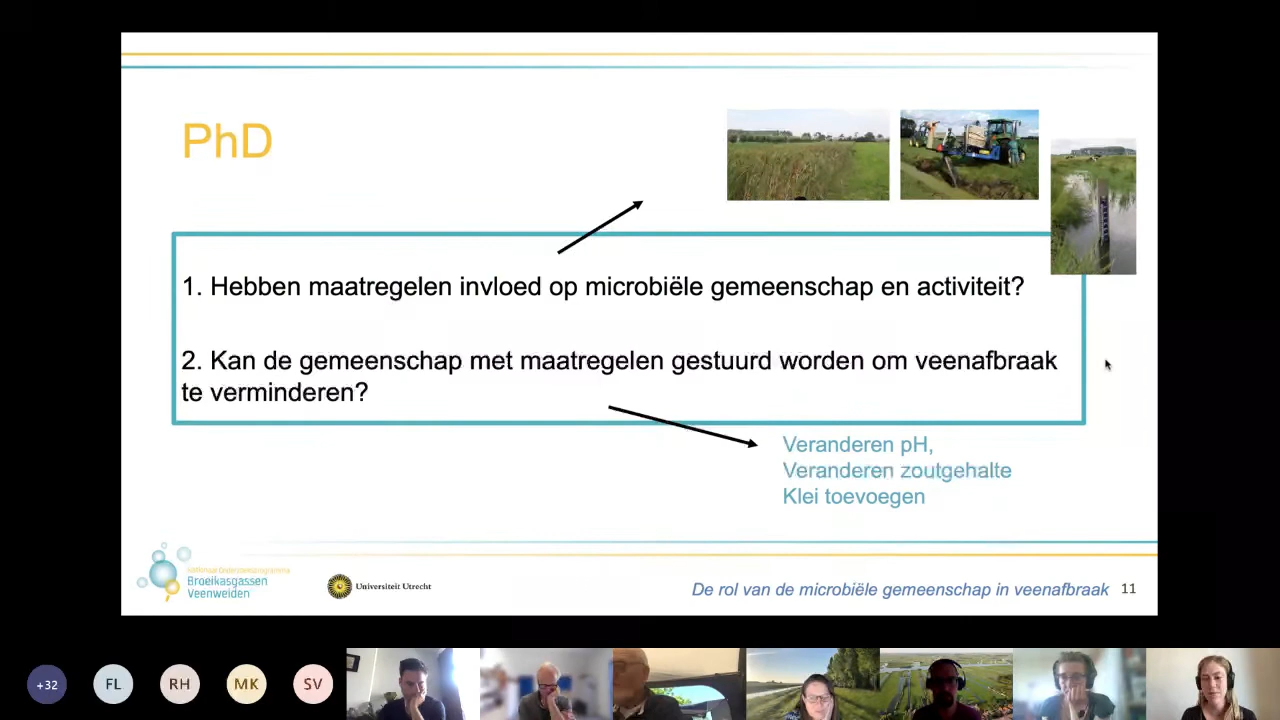 PhD
1. Hebben maatregelen invloed op microbiële gemeenschap en activiteit?
2. Kan de gemeenschap met maatregelen gestuurd worden om veenafbraak
te verminderen?
Veranderen pH,
Veranderen zoutgehalte
Klei toevoegen
Nationaal Onderzoeksprogramma
Broeikasgassen
Veenweiden
Universiteit Utrecht
De rol van de microbiële gemeenschap in veenafbraak 11
+32 FL RH MK SV